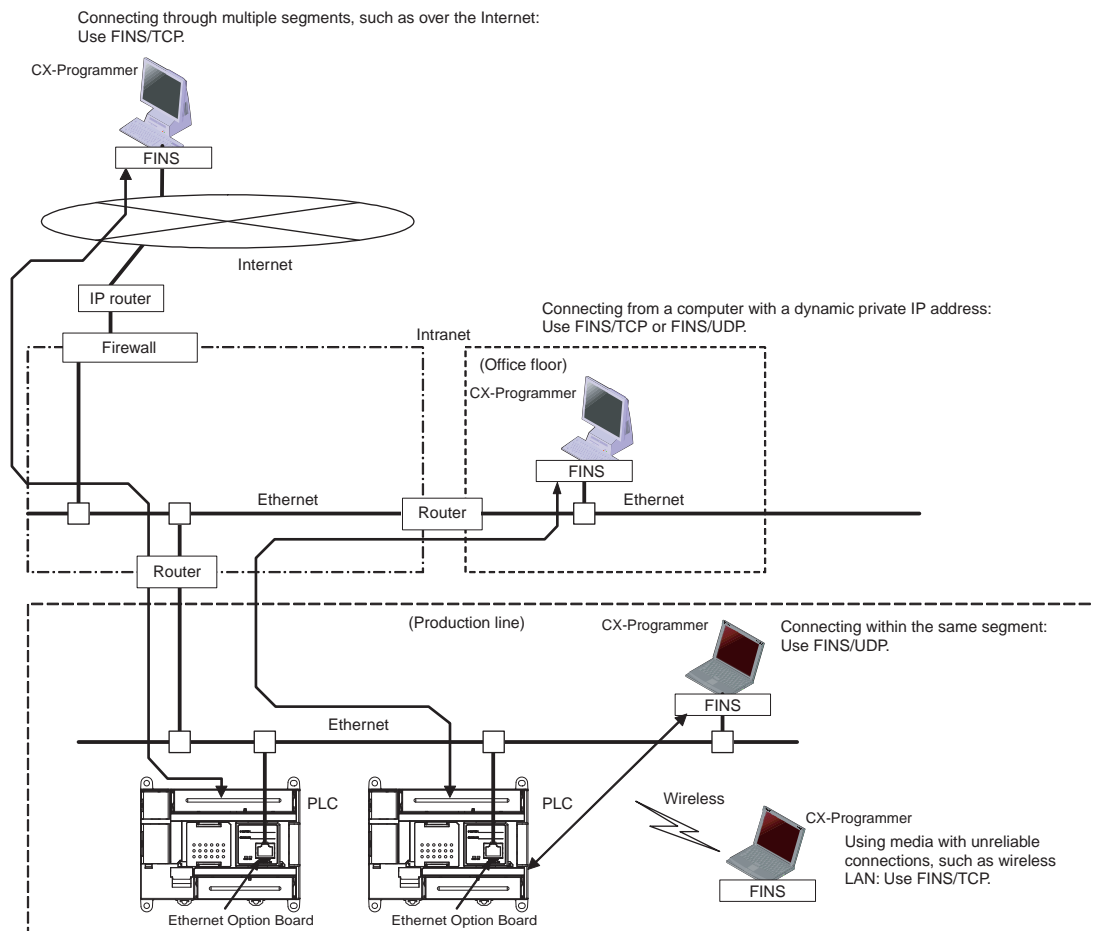 Connecting through multiple segments, such as over the Internet:
Use FINS/TCP.
CX-Programmer
FINS
Internet
IP router
Connecting from a computer with a dynamic private IP address:
Use FINS/TCP or FINS/UDP.
Intranet
Firewall
(Office floor)
CX-Programmer
FINS
Ethernet
Router
Ethernet
Router
(Production line)
CX-Programmer
Connecting within the same segment:
Use FINS/UDP.
FINS
Ethernet
PLC
PLC
Wireless
CX-Programmer
Using media with unreliable
connections, such as wireless
LAN: Use FINS/TCP.
FINS
Ethernet Option Board
Ethernet Option Board